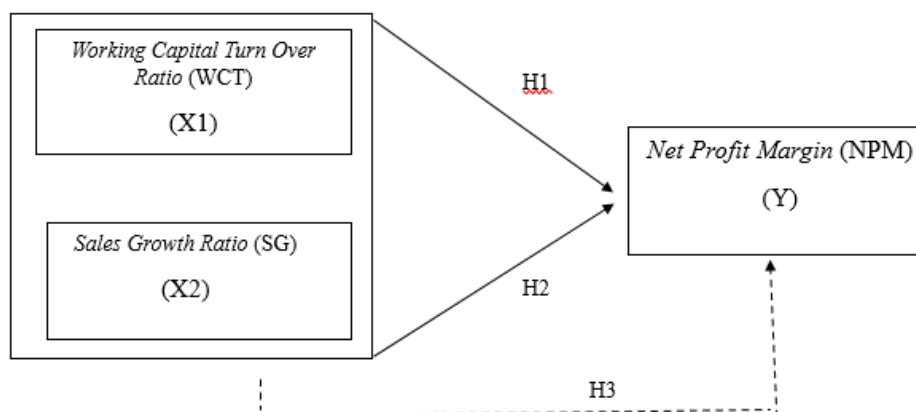 Working Capital Turn Over
Ratio (WCT)
(X1)
H1
Net Profit Margin (NPM)
(Y)
Sales Growth Ratio (SG)
(X2)
H2
H3